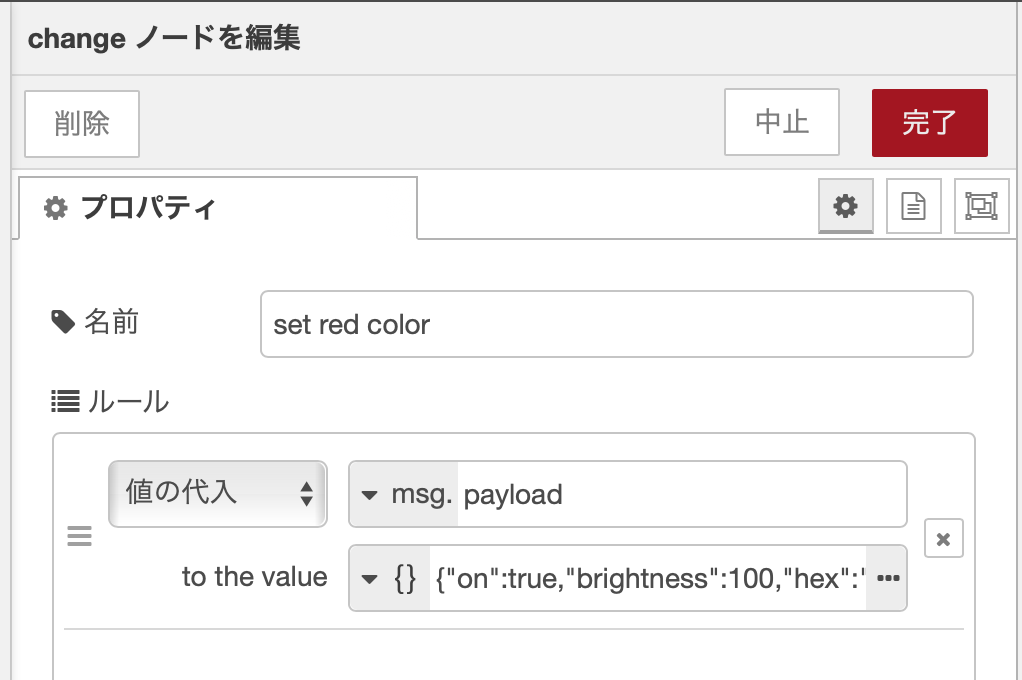 change ノードを編集
削除 中止 完了
プロパティ
名前 set red color
ルール
値の代入 msg. payload
to the value {} {"on":true,"brightness":100,"hex":"